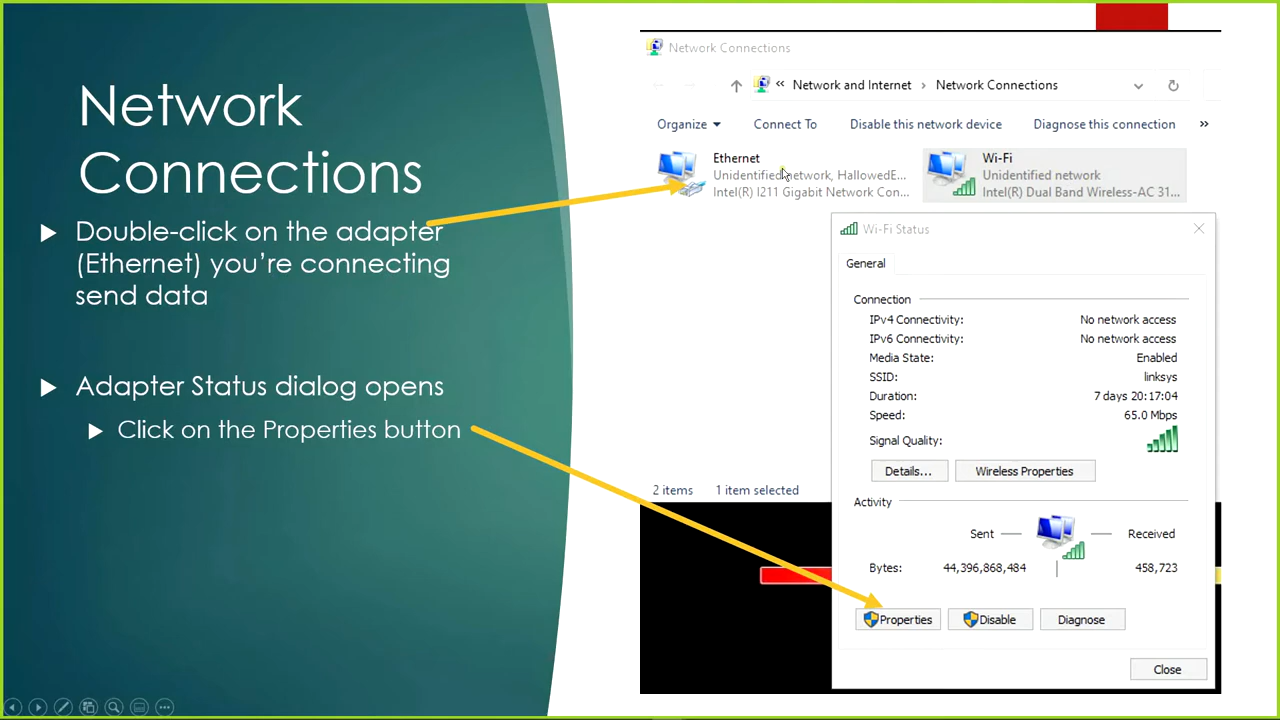 Network
Connections
Double-click on the adapter
(Ethernet) you're connecting
send data
Adapter Status dialog opens
Click on the Properties button
Network Connections
« Network and Internet › Network Connections
Organize Connect To Disable this network device Diagnose this connection »
Ethernet
Unidentified network, HallowedE...
Intel(R) I211 Gigabit Network Con...
Wi-Fi
Unidentified network
Intel(R) Dual Band Wireless-AC 31...
Wi-Fi Status
General
Connection
IPv4 Connectivity: No network access
IPv6 Connectivity: No network access
Media State: Enabled
SSID: linksys
Duration: 7 days 20:17:04
Speed: 65.0 Mbps
Signal Quality:
Details... Wireless Properties
2 items 1 item selected
Activity
Sent Received
Bytes: 44,396,868,484 458,723
Properties Disable Diagnose
Close